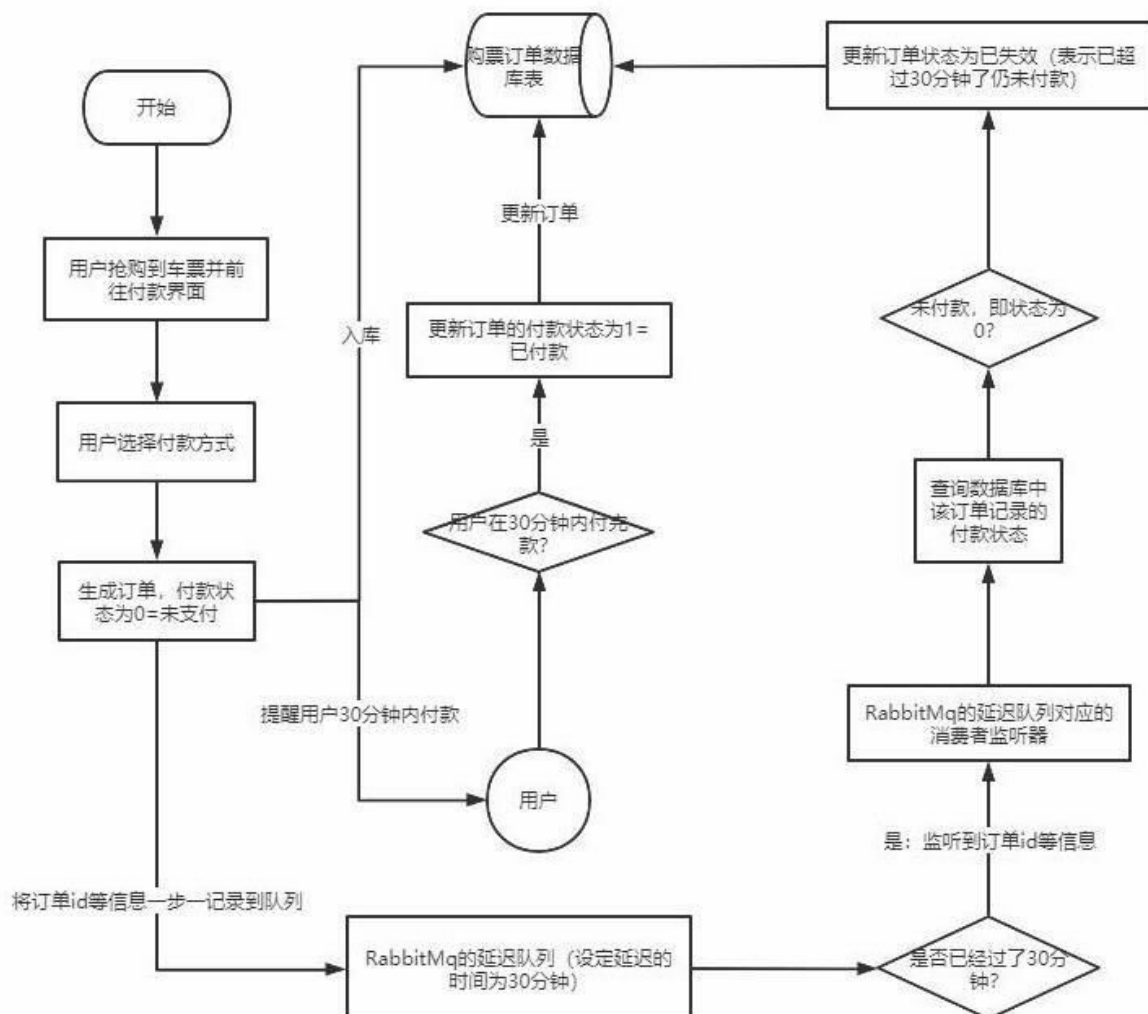 开始
用户抢购到车票并前
往付款界面
用户选择付款方式
生成订单，付款状
态为0=未支付
入库
提醒用户30分钟内付款
将订单id等信息一步一记录到队列
购票订单数据
库表
更新订单
更新订单的付款状态为1=
已付款
是
用户在30分钟内付完
款？
用户
RabbitMq的延迟队列（设定延迟的
时间为30分钟）
更新订单状态为已失效（表示已超
过30分钟了仍未付款）
未付款，即状态为
0？
查询数据库中
该订单记录的
付款状态
RabbitMq的延迟队列对应的
消费者监听器
是：监听到订单id等信息
是否已经过了30分
钟？